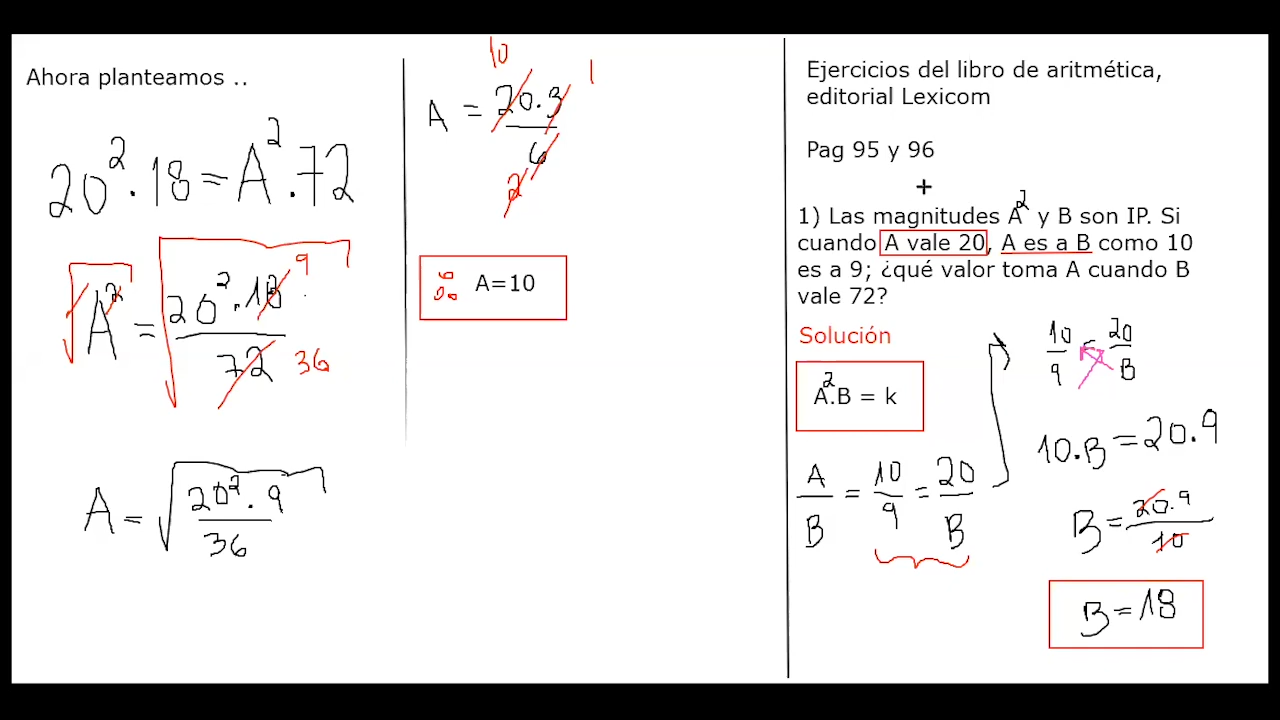 Ahora planteamos ..
20². 18 = A². 72
√A² = √20². 18 9
72 36
A = √20². 9
36
10 1
A = 20.3
6
2
A=10
Ejercicios del libro de aritmética,
editorial Lexicom
Pag 95 y 96
+
1) Las magnitudes A² y B son IP. Si
cuando A vale 20, A es a B como 10
es a 9; ¿qué valor toma A cuando B
vale 72?
Solución
A².B = k
A/B = 10/9 = 20/B
10/9 = 20/B
10.B = 20.9
B = 20.9
10
B = 18